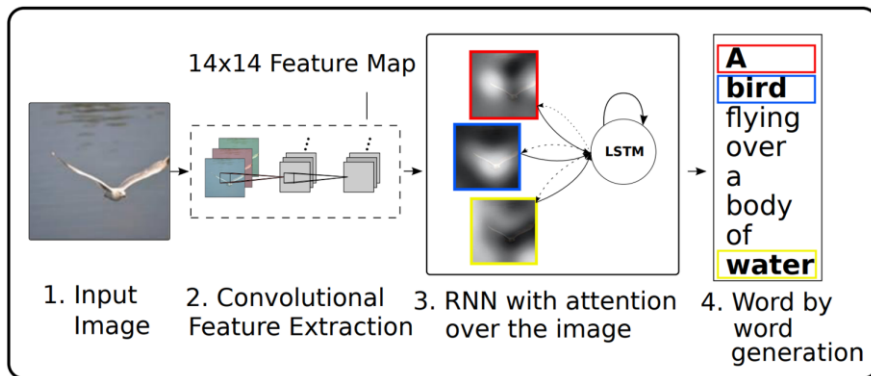 14x14 Feature Map
LSTM
A
bird
flying
over
a
body
of
water
1. Input
Image
2. Convolutional
Feature Extraction
3. RNN with attention
over the image
4. Word by
word
generation